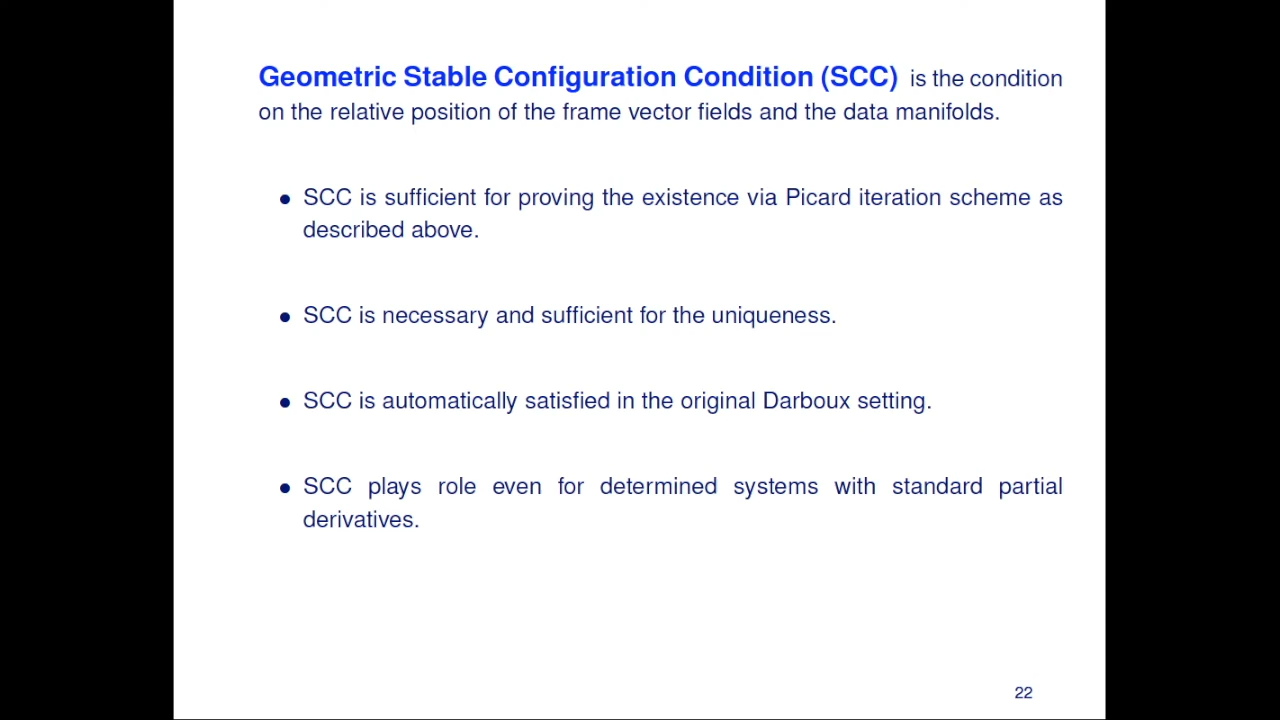 Geometric Stable Configuration Condition (SCC) is the condition
on the relative position of the frame vector fields and the data manifolds.
● SCC is sufficient for proving the existence via Picard iteration scheme as
described above.
● SCC is necessary and sufficient for the uniqueness.
● SCC is automatically satisfied in the original Darboux setting.
● SCC plays role even for determined systems with standard partial
derivatives.
22